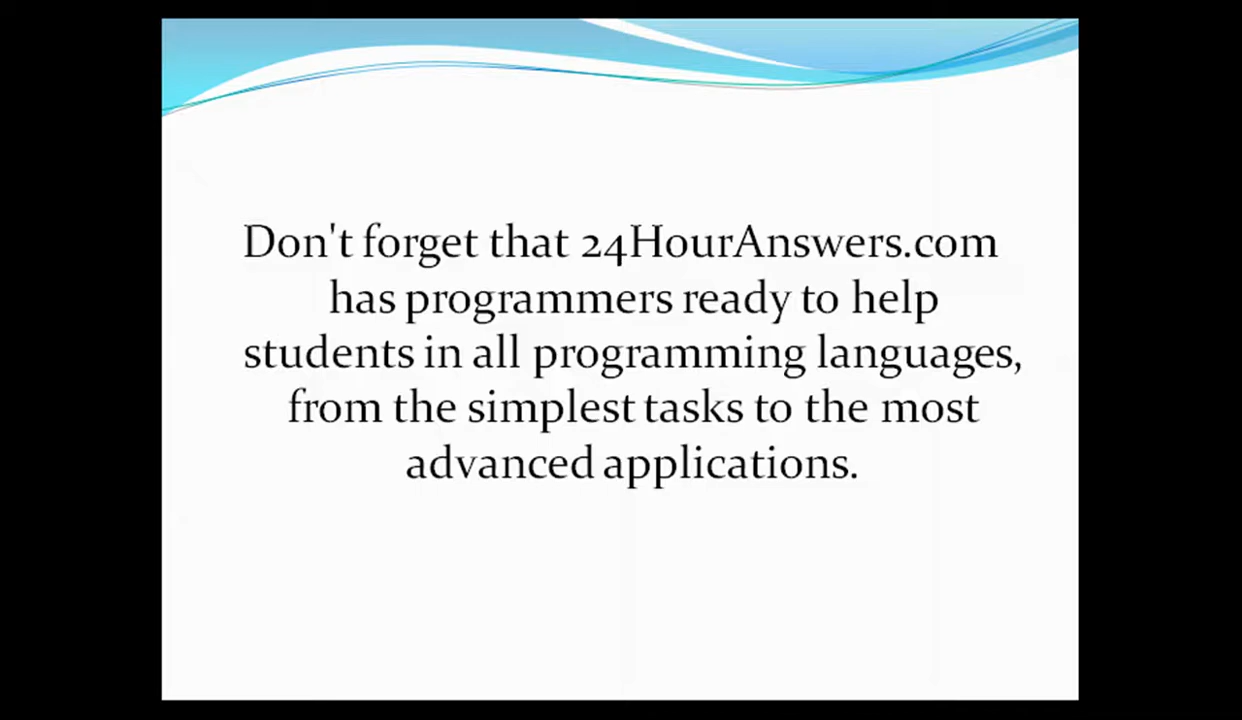 Don't forget that 24HourAnswers.com
has programmers ready to help
students in all programming languages,
from the simplest tasks to the most
advanced applications.